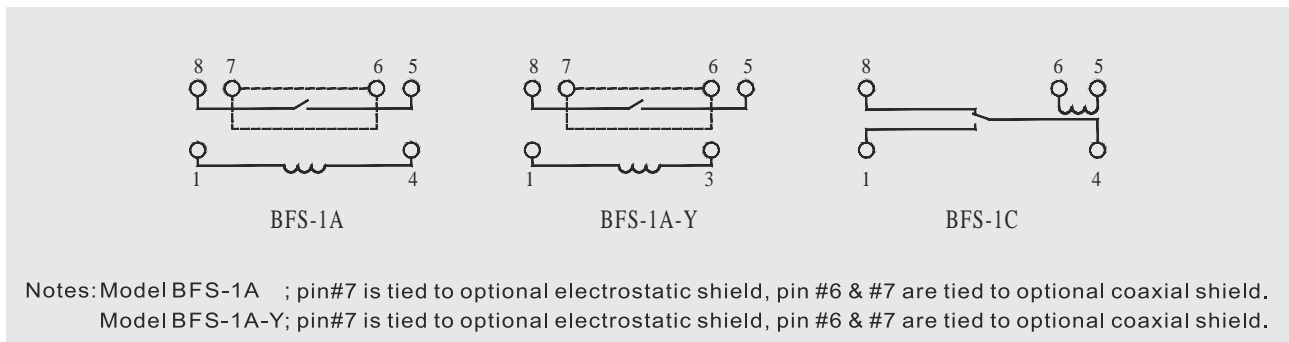 8 7 6 5 8 7 6 5 8 6 5
1 4 1 3 1 4
BFS-1A BFS-1A-Y BFS-1C
Notes: Model BFS-1A ; pin#7 is tied to optional electrostatic shield, pin #6 & #7 are tied to optional coaxial shield.
Model BFS-1A-Y; pin#7 is tied to optional electrostatic shield, pin #6 & #7 are tied to optional coaxial shield.